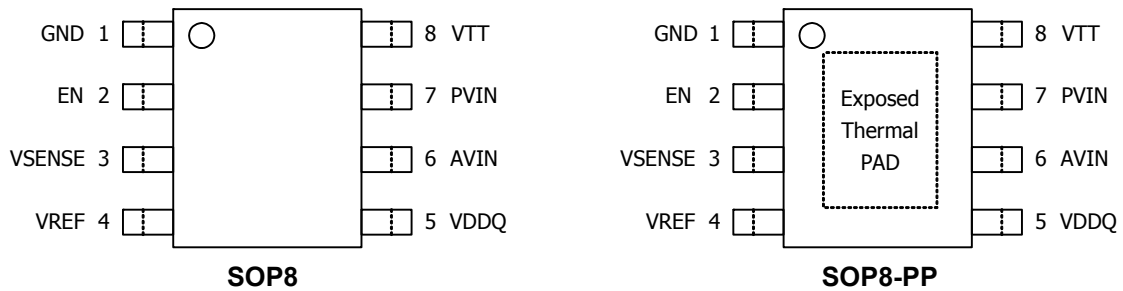 GND 1
8 VTT
EN 2
7 PVIN
VSENSE 3
6 AVIN
VREF 4
5 VDDQ
SOP8
GND 1
8 VTT
EN 2
7 PVIN
VSENSE 3
6 AVIN
VREF 4
5 VDDQ
Exposed
Thermal
PAD
SOP8-PP